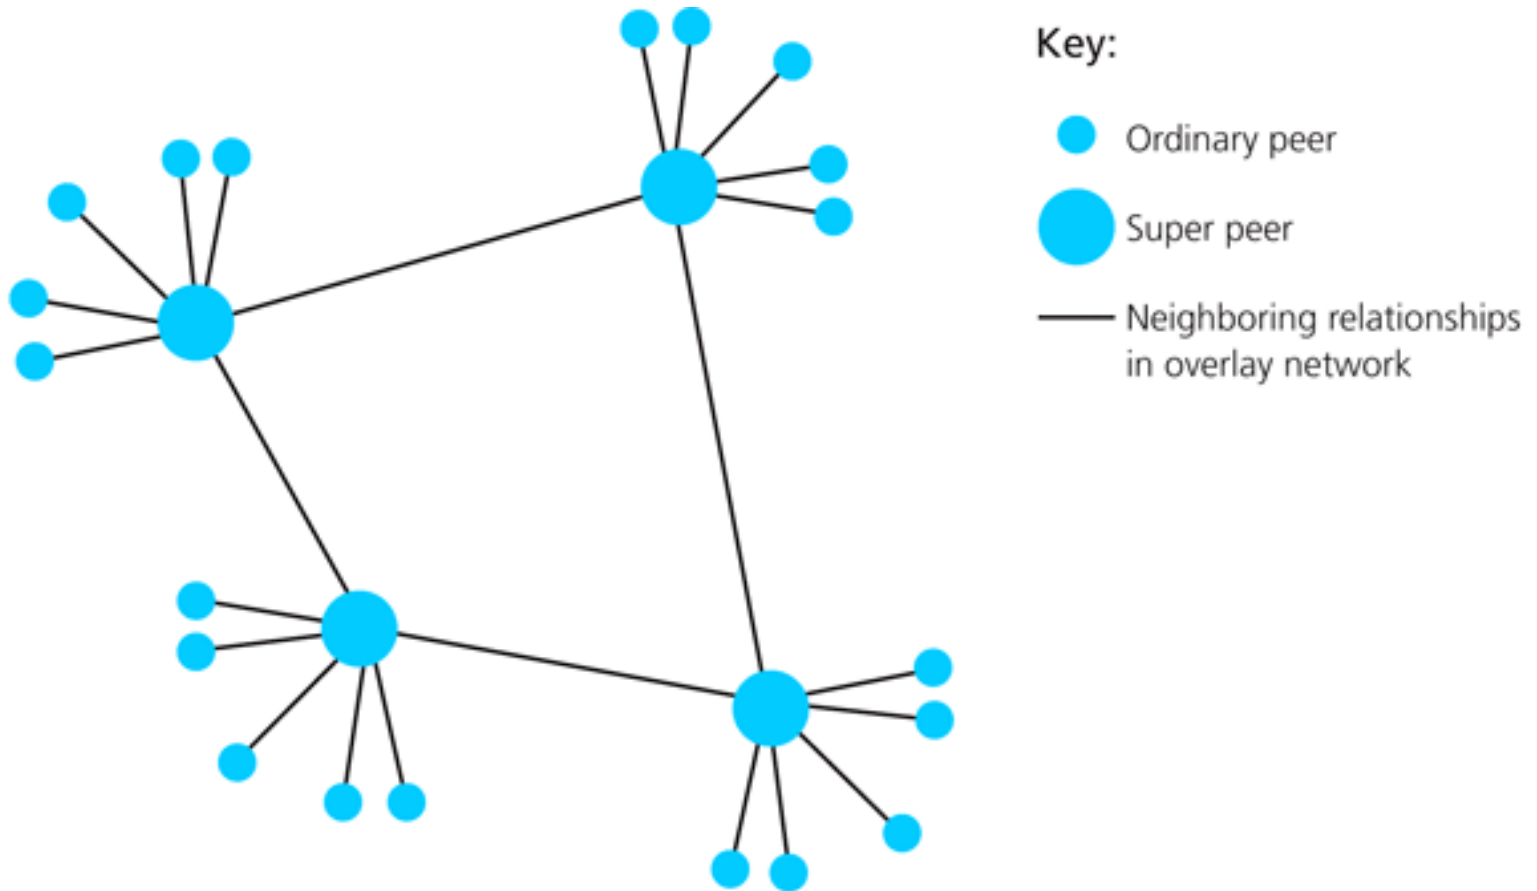 Key:
Ordinary peer
Super peer
Neighboring relationships
in overlay network